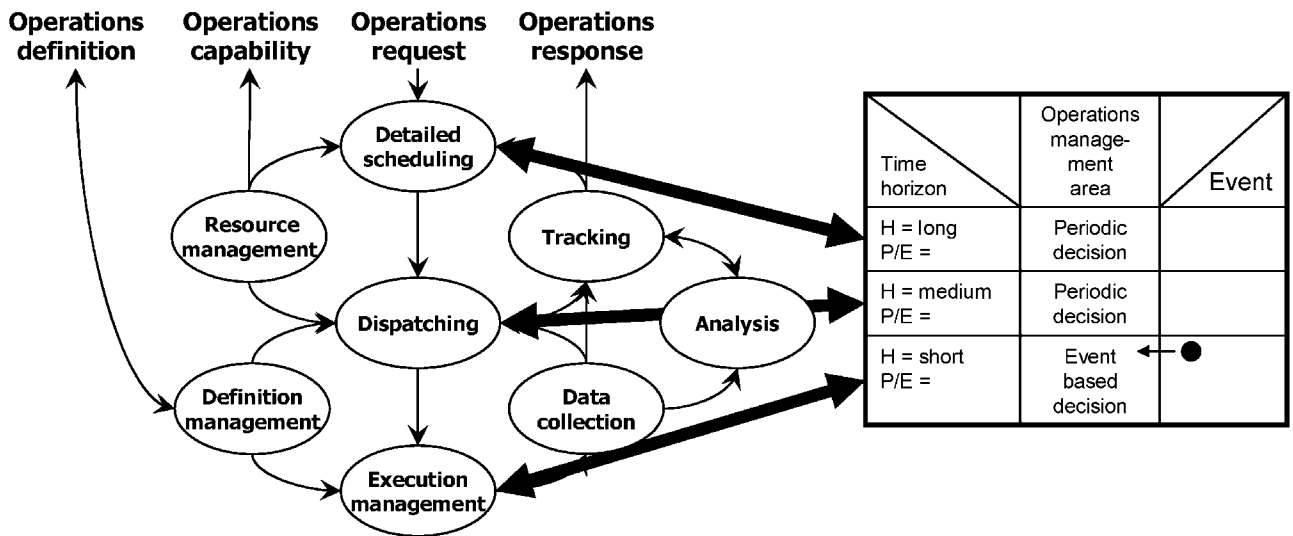 Operations
definition
Operations
capability
Operations
request
Operations
response
Detailed
scheduling
Resource
management
Tracking
Dispatching
Analysis
Definition
management
Data
collection
Execution
management
Time
horizon
Operations
manage-
ment
area
Event
H = long
P/E =
Periodic
decision
H = medium
P/E =
Periodic
decision
H = short
P/E =
Event
based
decision